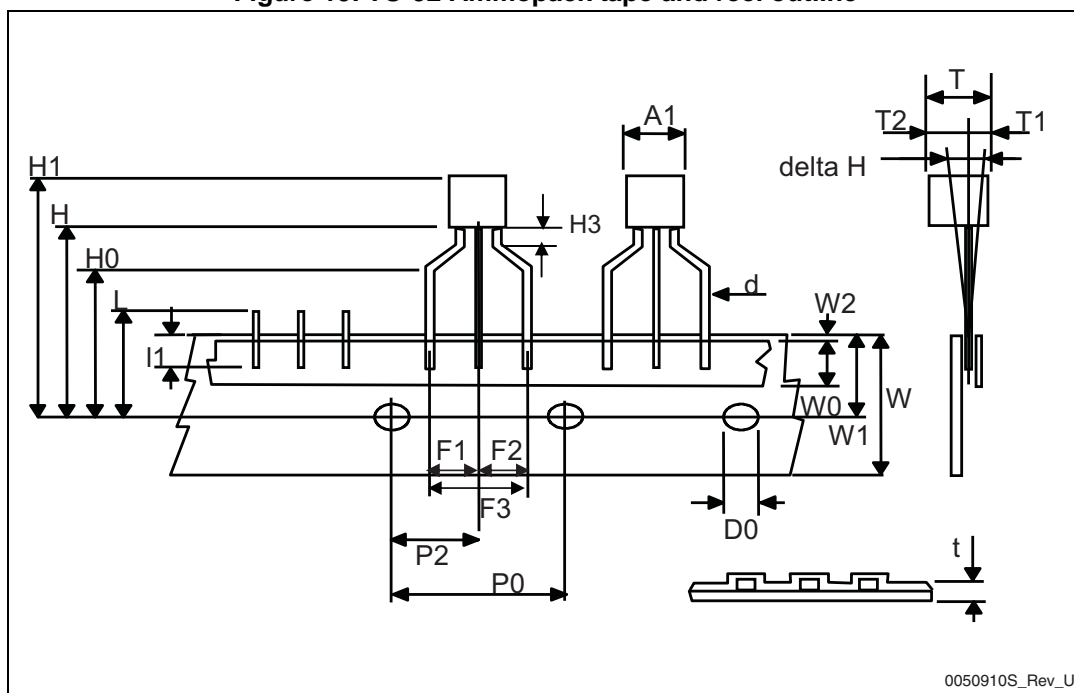 Figure 15. TO-92 Ammopack tape and reel outline
T
A1
T2
T1
H1
delta H
H
H3
H0
d
L
W2
I1
W0
W
W1
F1
F2
F3
D0
P2
t
P0
0050910S_Rev_U